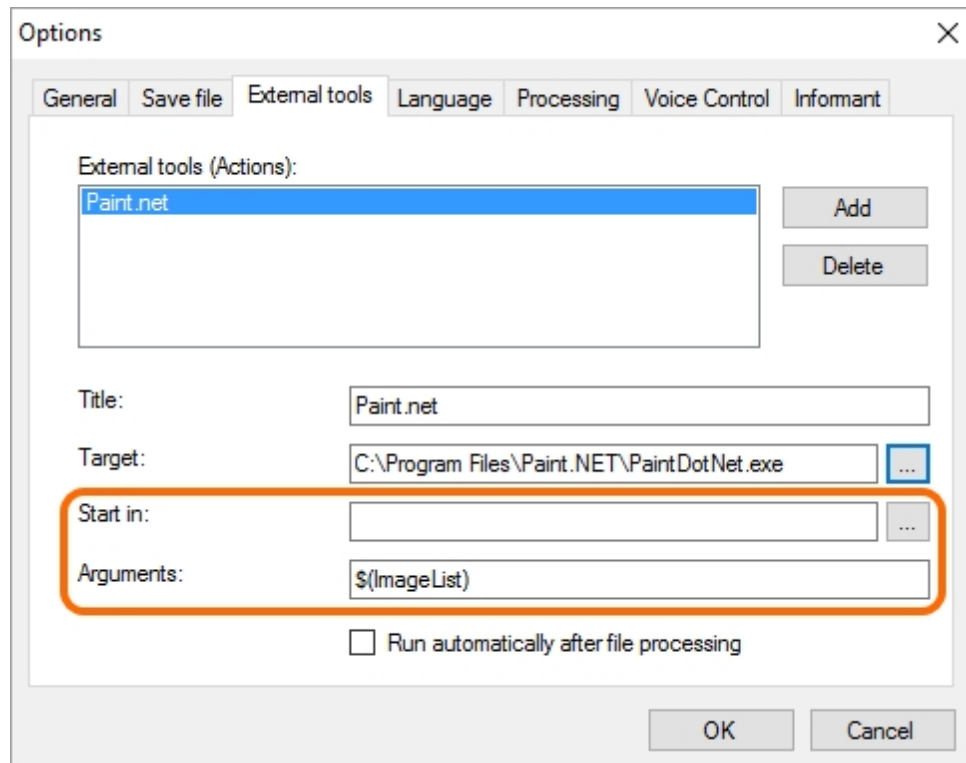 Options
General Save file External tools Language Processing Voice Control Informant
External tools (Actions):
Paint.net
Add
Delete
Title: Paint.net
Target: C:\Program Files\Paint.NET\PaintDotNet.exe ...
Start in: ...
Arguments: $(ImageList)
Run automatically after file processing
OK Cancel